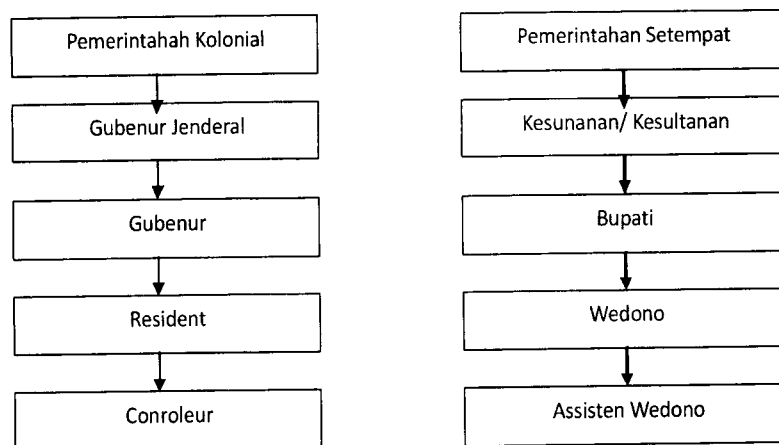 Pemerintahah Kolonial
Gubenur Jenderal
Gubenur
Resident
Conroleur
Pemerintahan Setempat
Kesunanan/ Kesultanan
Bupati
Wedono
Assisten Wedono